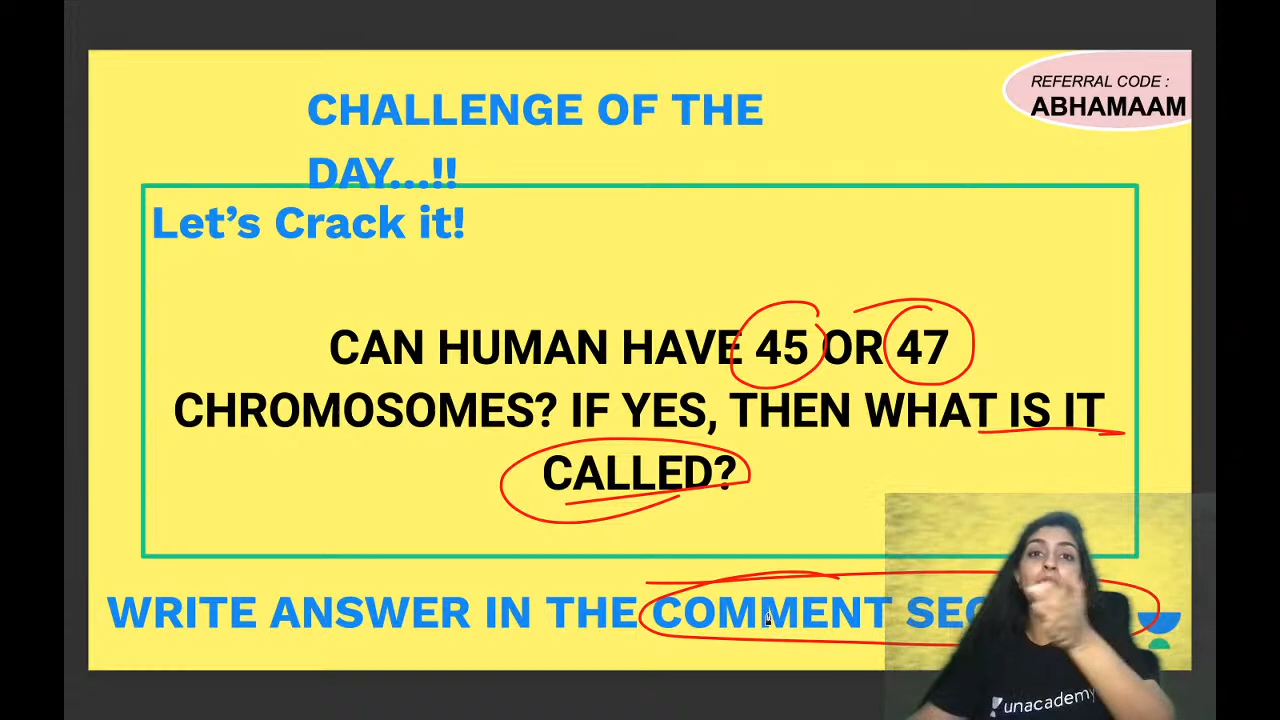 REFERRAL CODE :
ABHAMAAM
CHALLENGE OF THE
DAY...!!
Let’s Crack it!
CAN HUMAN HAVE 45 OR 47
CHROMOSOMES? IF YES, THEN WHAT IS IT
CALLED?
WRITE ANSWER IN THE COMMENT
unacademy